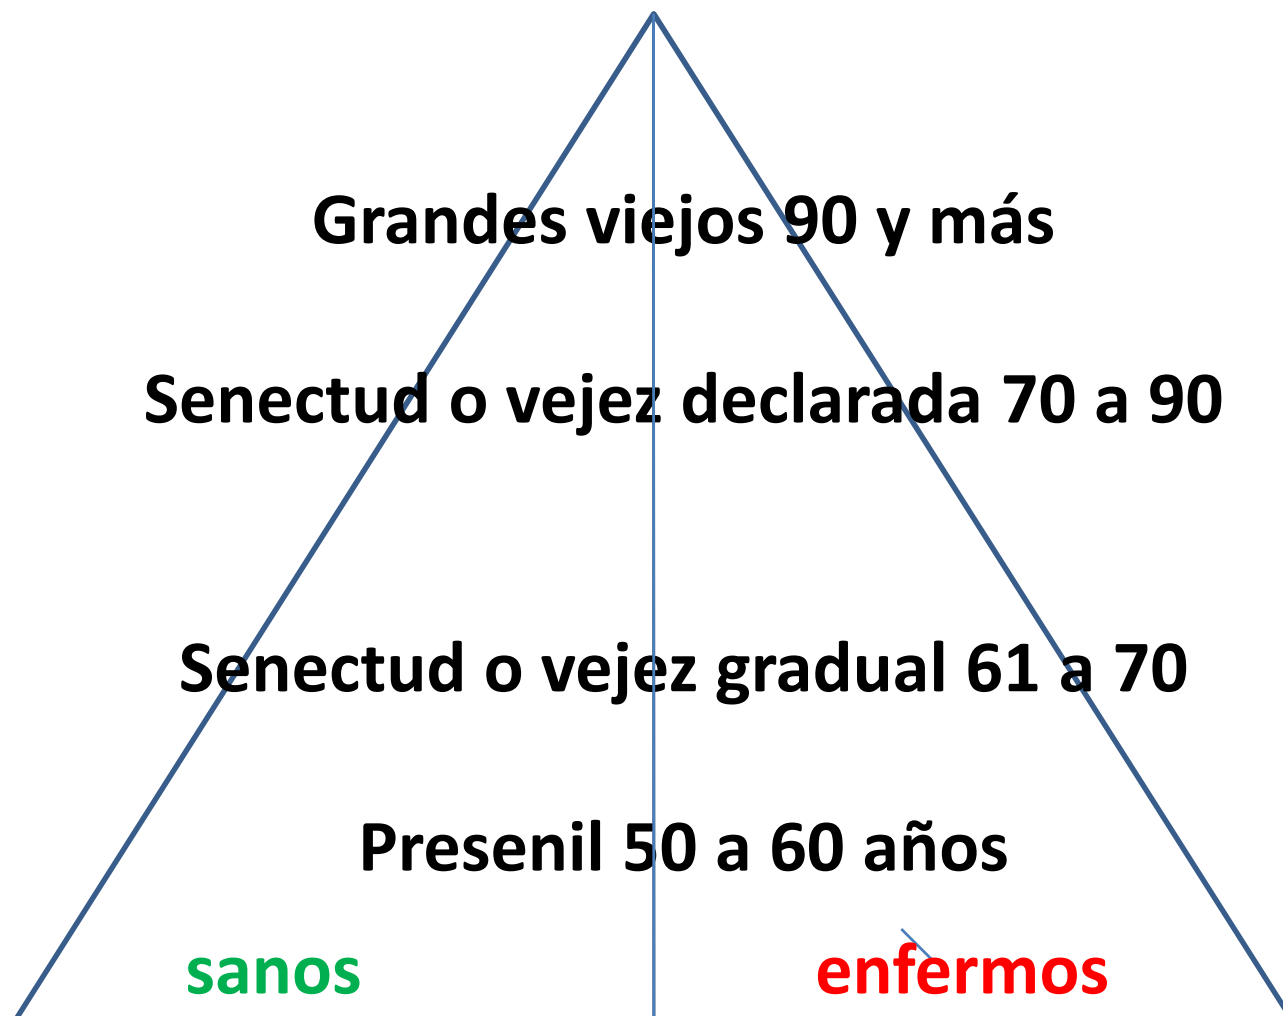 Grandes viejos 90 y más
Senectud o vejez declarada 70 a 90
Senectud o vejez gradual 61 a 70
Presenil 50 a 60 años
sanos enfermos